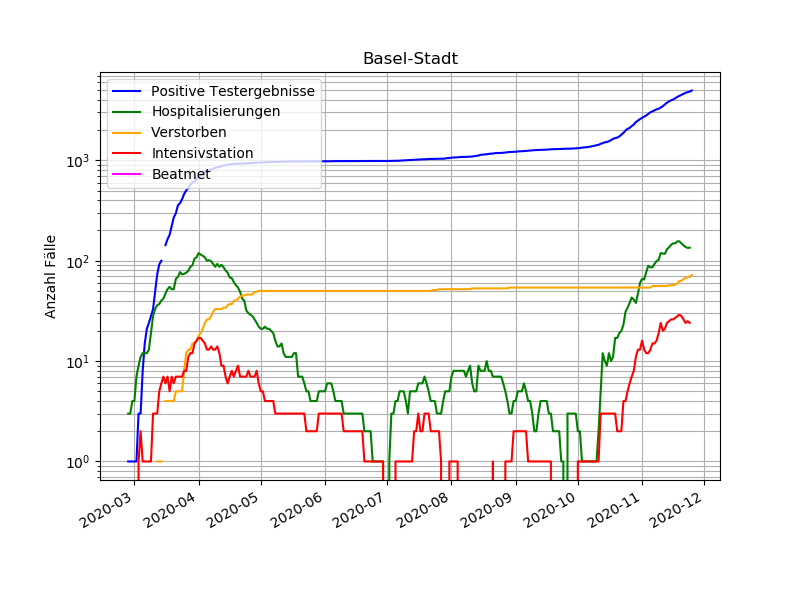 Basel-Stadt
Positive Testergebnisse
Hospitalisierungen
Verstorben
Intensivstation
Beatmet
Anzahl Fälle
10³
10²
10¹
10⁰
2020-03
2020-04
2020-05
2020-06
2020-07
2020-08
2020-09
2020-10
2020-11
2020-12